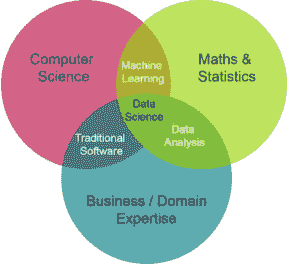 Computer
Science
Maths &
Statistics
Machine
Learning
Data
Science
Traditional
Software
Data
Analysis
Business / Domain
Expertise